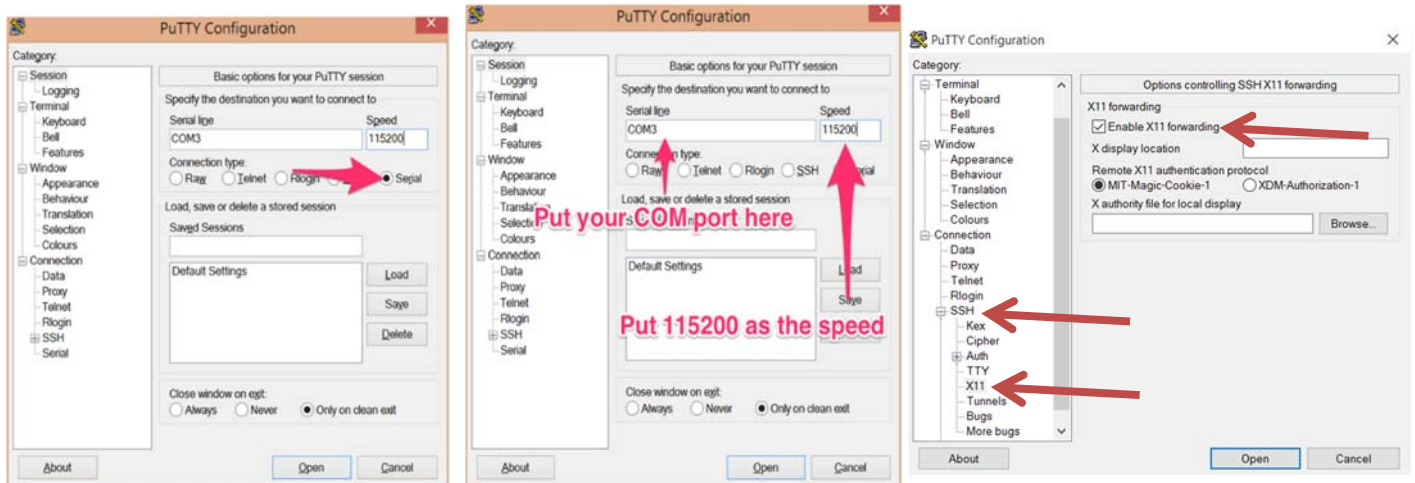 PuTTY Configuration
Category:
Session
Logging
Terminal
Keyboard
Bell
Features
Window
Appearance
Behaviour
Translation
Selection
Colours
Connection
Data
Proxy
Telnet
Rlogin
SSH
Serial
Basic options for your PuTTY session
Specify the destination you want to connect to
Serial line Speed
COM3 115200
Connection type:
Raw Telnet Rlogin Serial
Load, save or delete a stored session
Saved Sessions
Default Settings
Load
Save
Delete
Close window on exit:
Always Never Only on clean exit
About Open Cancel
PuTTY Configuration
Category:
Session
Logging
Terminal
Keyboard
Bell
Features
Window
Appearance
Behaviour
Translation
Selection
Colours
Connection
Data
Proxy
Telnet
Rlogin
SSH
Serial
Basic options for your PuTTY session
Specify the destination you want to connect to
Serial line Speed
COM3 115200
Connection type:
Raw Telnet Rlogin SSH
Load, save or delete a stored session
Put your COM port here
Default Settings
Save
Put 115200 as the speed
Close window on exit:
Always Never Only on clean exit
About Open Cancel
PuTTY Configuration
Category:
Terminal
Keyboard
Bell
Features
Window
Appearance
Behaviour
Translation
Selection
Colours
Connection
Data
Proxy
Telnet
Rlogin
SSH
Kex
Cipher
Auth
TTY
X11
Tunnels
Bugs
More bugs
Options controlling SSH X11 forwarding
X11 forwarding
Enable X11 forwarding
X display location
Remote X11 authentication protocol
MIT-Magic-Cookie-1 XDM-Authorization-1
X authority file for local display
Browse...
About Open Cancel